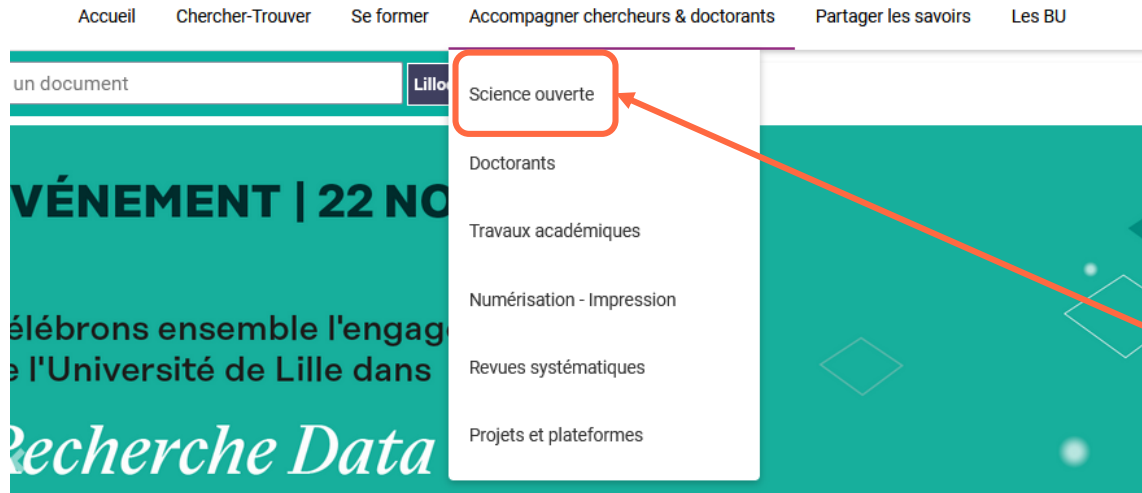 Accueil Chercher-Trouver Se former Accompagner chercheurs & doctorants Partager les savoirs Les BU
un document Lillo
Science ouverte
Doctorants
Travaux académiques
Numérisation - Impression
Revues systématiques
Projets et plateformes
VÉNEMENT | 22 NO
élébrons ensemble l'engag
e l'Université de Lille dans
Recherche Data